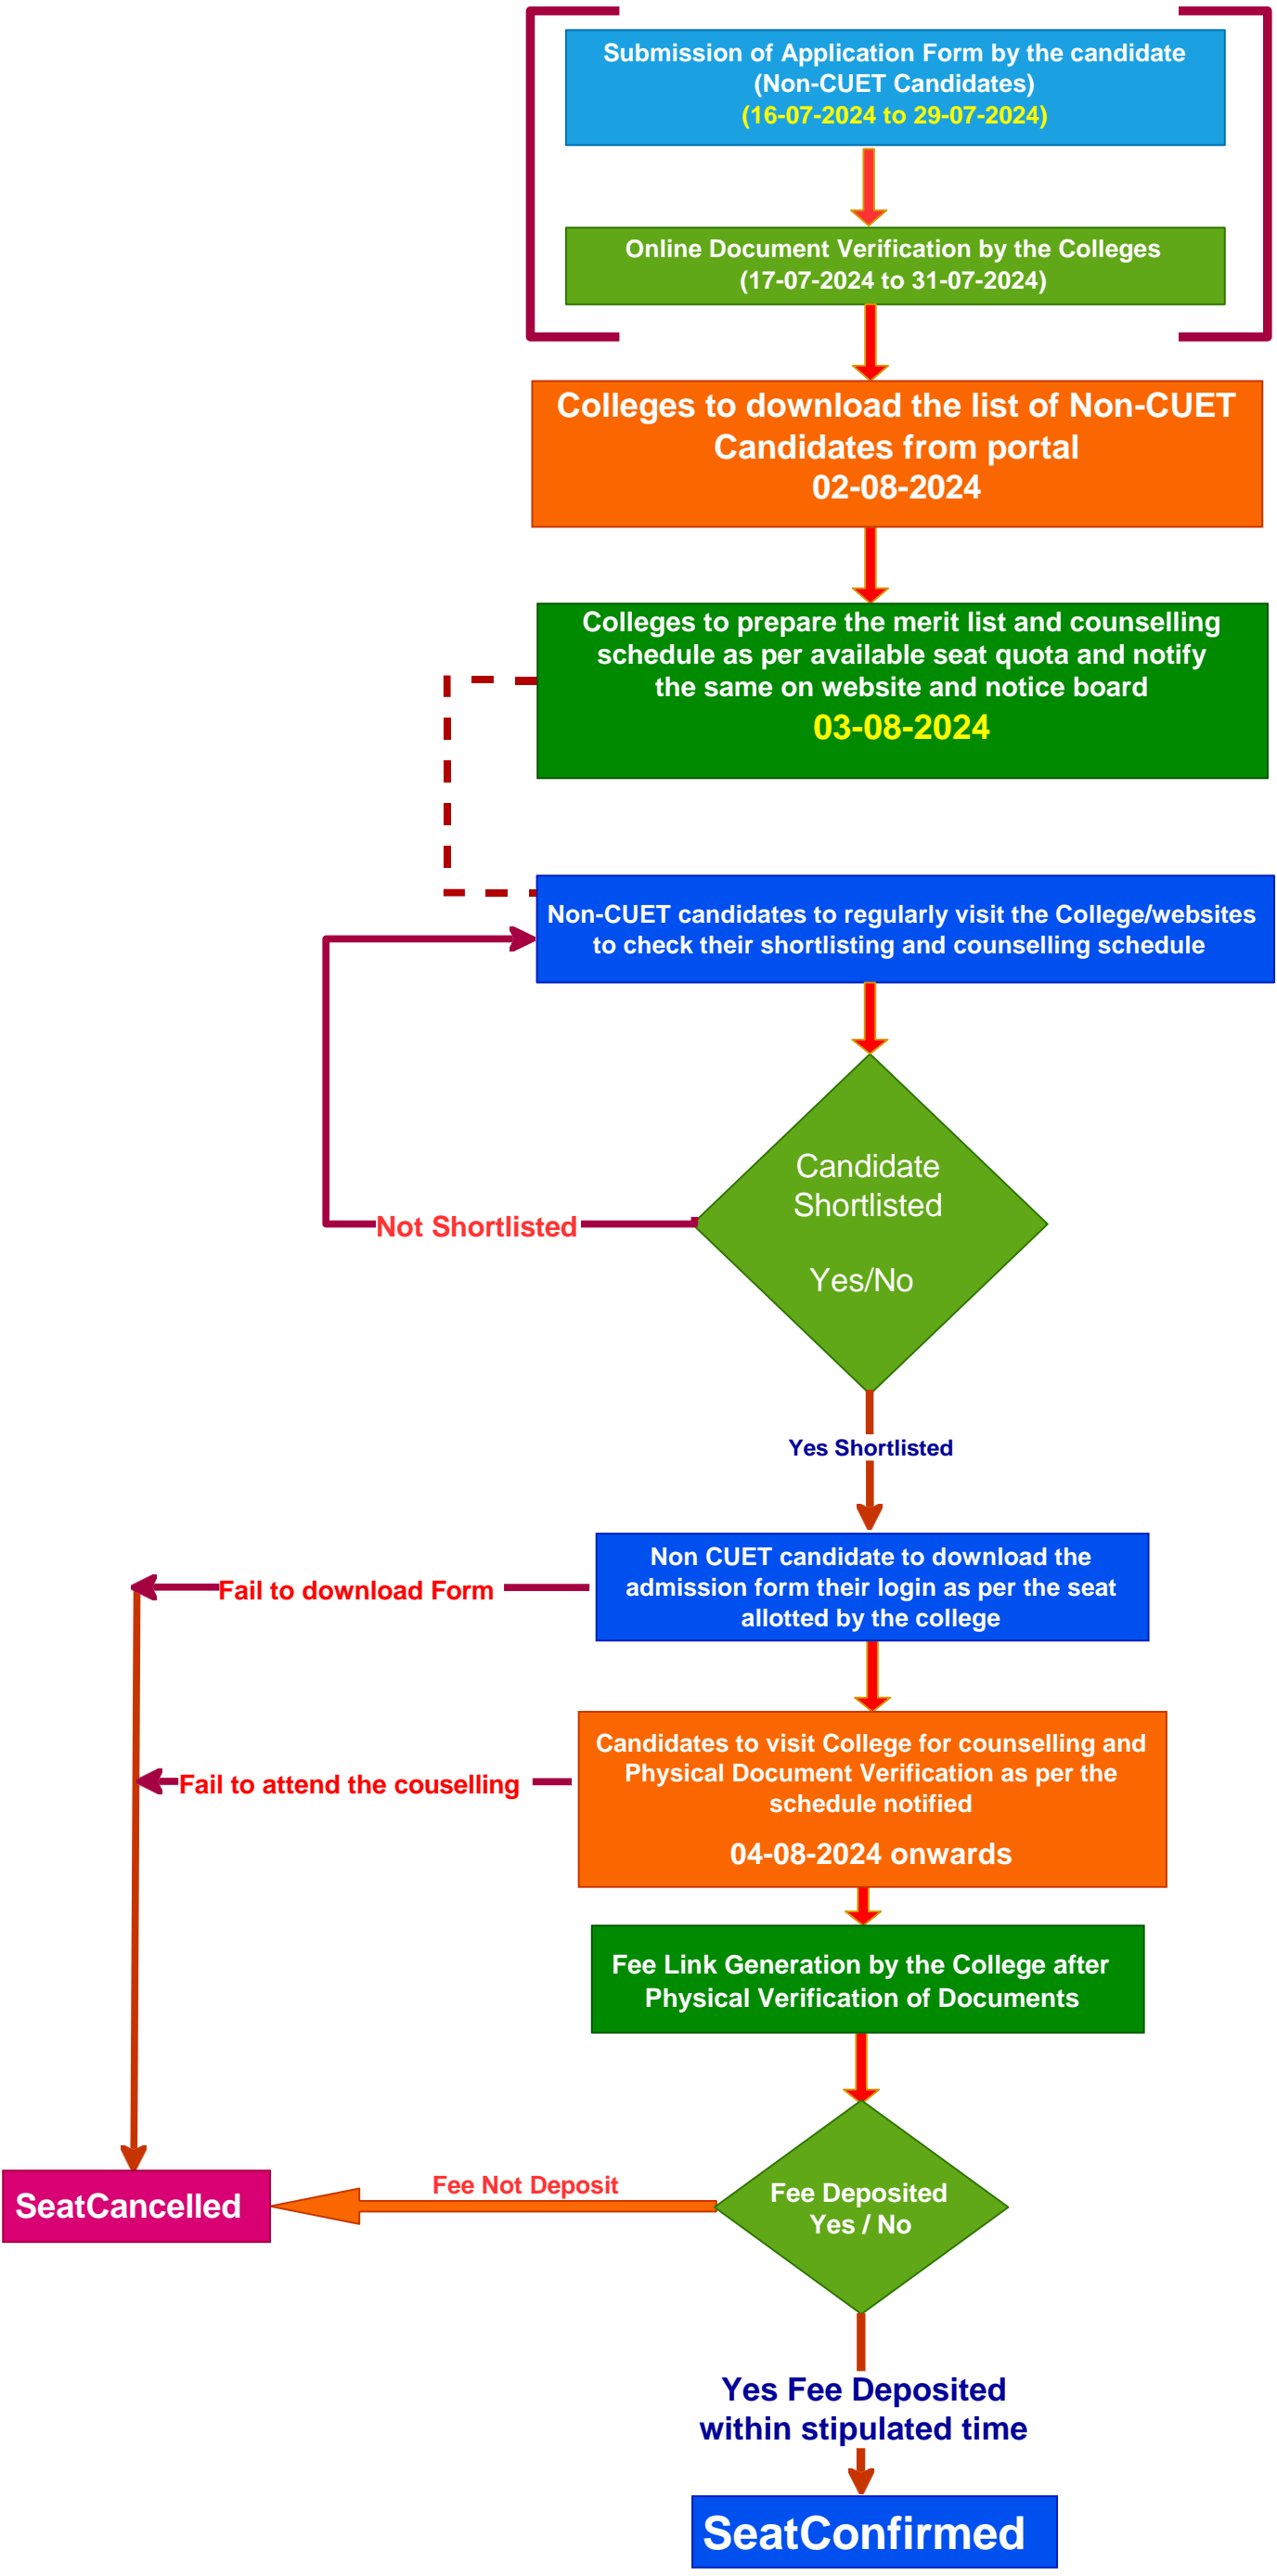 Submission of Application Form by the candidate
(Non-CUET Candidates)
(16-07-2024 to 29-07-2024)
Online Document Verification by the Colleges
(17-07-2024 to 31-07-2024)
Colleges to download the list of Non-CUET
Candidates from portal
02-08-2024
Colleges to prepare the merit list and counselling
schedule as per available seat quota and notify
the same on website and notice board
03-08-2024
Non-CUET candidates to regularly visit the College/websites
to check their shortlisting and counselling schedule
Candidate
Shortlisted
Yes/No
Not Shortlisted
Yes Shortlisted
Non CUET candidate to download the
admission form their login as per the seat
allotted by the college
Fail to download Form
Candidates to visit College for counselling and
Physical Document Verification as per the
schedule notified
04-08-2024 onwards
Fail to attend the couselling
Fee Link Generation by the College after
Physical Verification of Documents
Fee Deposited
Yes / No
Fee Not Deposit
SeatCancelled
Yes Fee Deposited
within stipulated time
SeatConfirmed